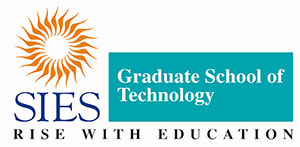 SIES
Graduate School of
Technology
RISE WITH EDUCATION